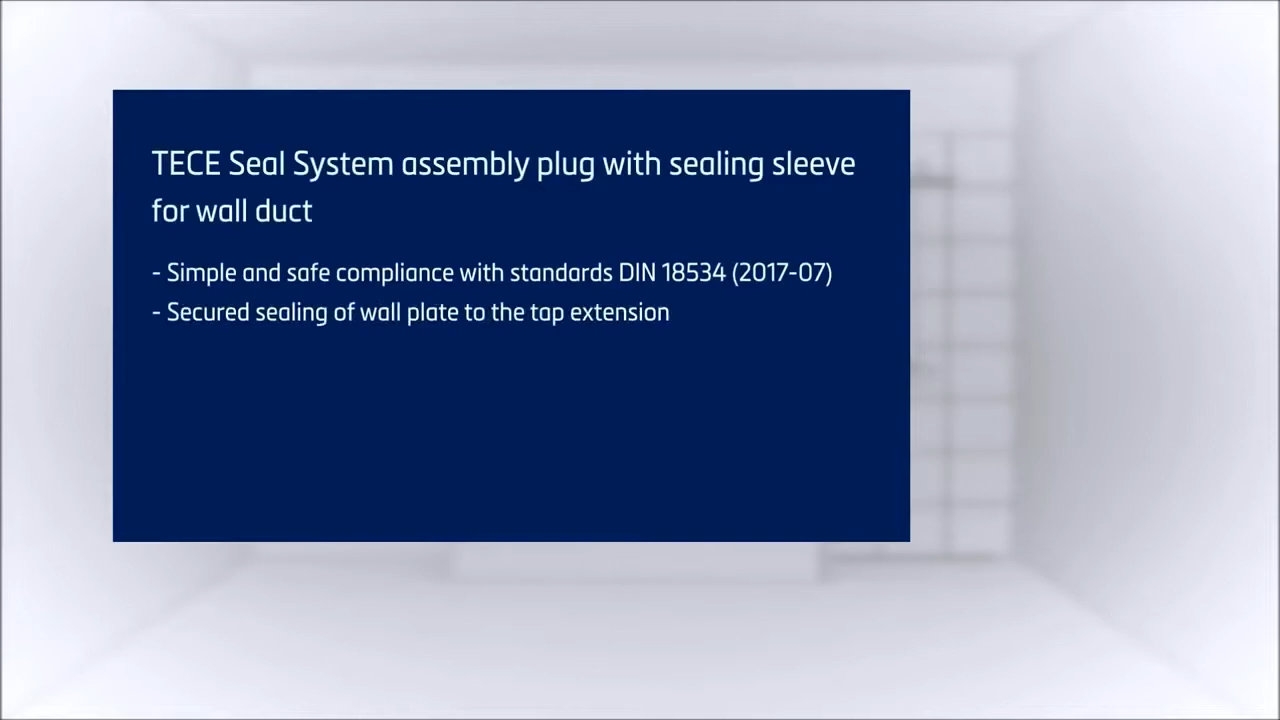 TECE Seal System assembly plug with sealing sleeve
for wall duct
- Simple and safe compliance with standards DIN 18534 (2017-07)
- Secured sealing of wall plate to the tap extension